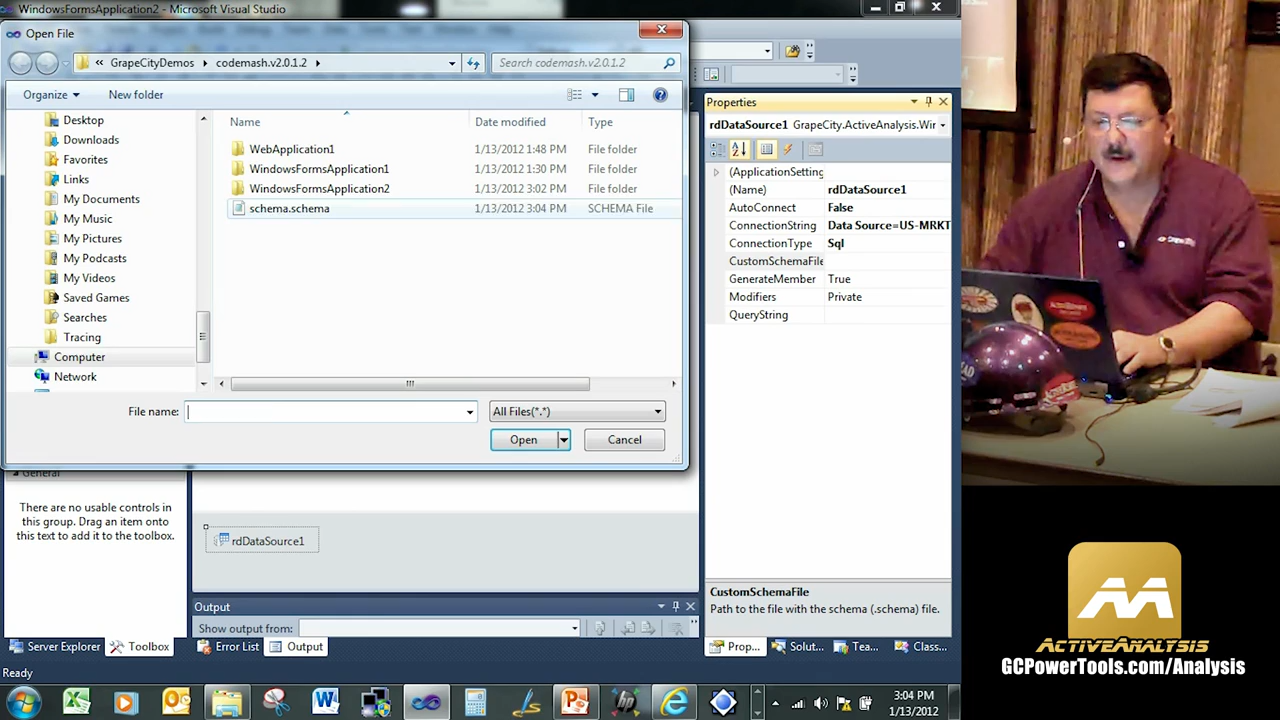 WindowsFormsApplication2 - Microsoft Visual Studio
Open File
« GrapeCityDemos codemash.v2.0.1.2
Search codemash.v2.0.1.2
Organize
New folder
Name
Date modified
Type
Desktop
Downloads
Favorites
Links
My Documents
My Music
My Pictures
My Podcasts
My Videos
Saved Games
Searches
Tracing
Computer
Network
WebApplication1 1/13/2012 1:48 PM File folder
WindowsFormsApplication1 1/13/2012 1:30 PM File folder
WindowsFormsApplication2 1/13/2012 3:02 PM File folder
schema.schema 1/13/2012 3:04 PM SCHEMA File
File name:
All Files(*.*)
Open
Cancel
General
There are no usable controls in
this group. Drag an item onto
this text to add it to the toolbox.
rdDataSource1
Output
Show output from:
Server Explorer
Toolbox
Error List
Output
Properties
rdDataSource1 GrapeCity.ActiveAnalysis.Wir
(ApplicationSetting
(Name) rdDataSource1
AutoConnect False
ConnectionString Data Source=US-MRKT
ConnectionType Sql
CustomSchemaFile
GenerateMember True
Modifiers Private
QueryString
CustomSchemaFile
Path to the file with the schema (.schema) file.
Prop...
Solut...
Tea...
Class...
Ready
3:04 PM
1/13/2012
ACTIVEANALYSIS
GCPowerTools.com/Analysis